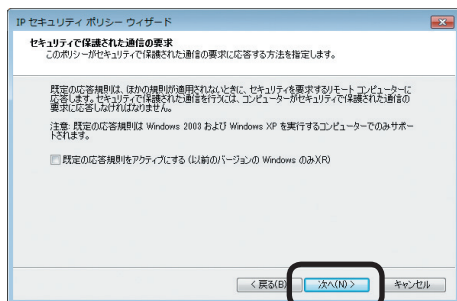 IP セキュリティ ポリシー ウィザード
セキュリティで保護された通信の要求
このポリシーがセキュリティで保護された通信の要求に応答する方法を指定します。
既定の応答規則は、ほかの規則が適用されないときに、セキュリティを要求するリモート コンピューターに
応答します。セキュリティで保護された通信を行うには、コンピューターがセキュリティで保護された通信の
要求に応答しなければなりません。
注意: 既定の応答規則は Windows 2003 および Windows XP を実行するコンピューターでのみサポー
トされます。
既定の応答規則をアクティブにする (以前のバージョンの Windows のみ)(R)
< 戻る(B)
次へ(N) >
キャンセル